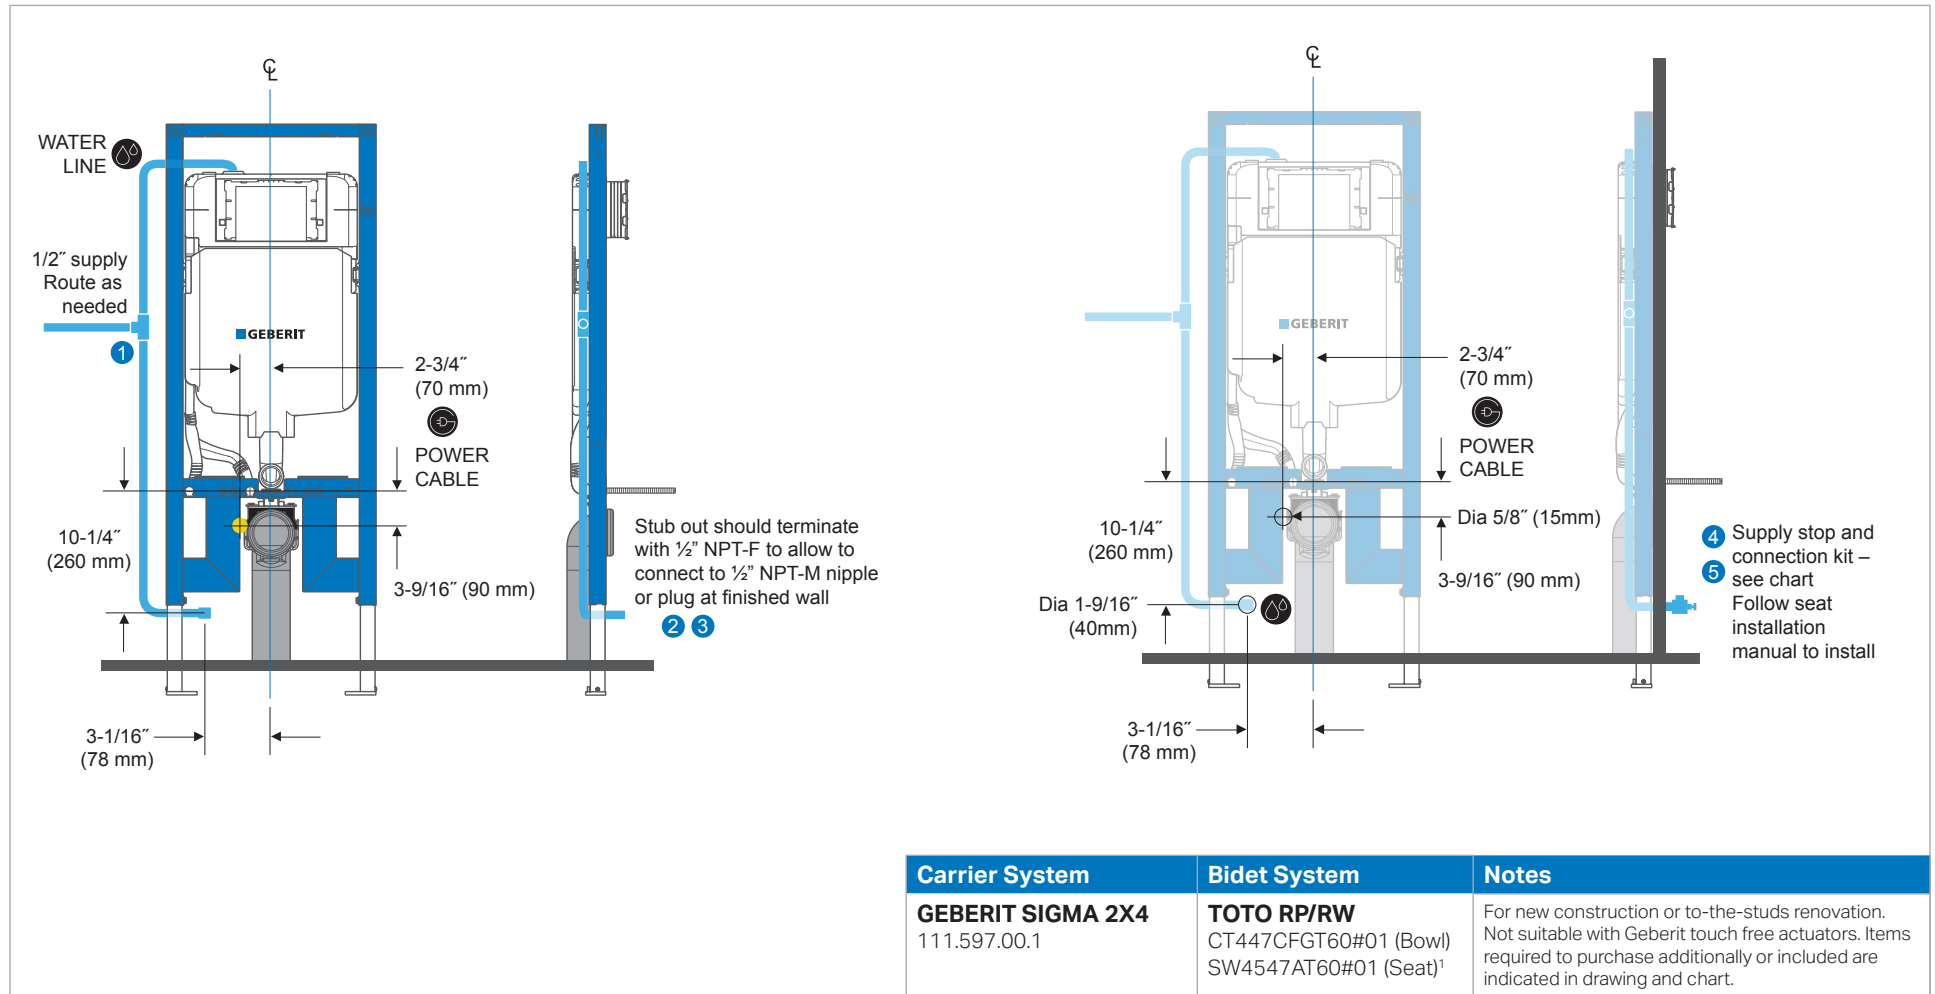 ℄
WATER
LINE
1/2″ supply
Route as
needed
1
GEBERIT
2-3/4″
(70 mm)
POWER
CABLE
10-1/4″
(260 mm)
3-9/16″ (90 mm)
3-1/16″
(78 mm)
Stub out should terminate
with ½” NPT-F to allow to
connect to ½” NPT-M nipple
or plug at finished wall
2 3
℄
GEBERIT
2-3/4″
(70 mm)
POWER
CABLE
Dia 5/8″ (15mm)
10-1/4″
(260 mm)
3-9/16″ (90 mm)
Dia 1-9/16″
(40mm)
3-1/16″
(78 mm)
4 Supply stop and
connection kit –
5 see chart
Follow seat
installation
manual to install
Carrier System
Bidet System
Notes
GEBERIT SIGMA 2X4
111.597.00.1
TOTO RP/RW
CT447CFGT60#01 (Bowl)
SW4547AT60#01 (Seat)¹
For new construction or to-the-studs renovation.
Not suitable with Geberit touch free actuators. Items
required to purchase additionally or included are
indicated in drawing and chart.